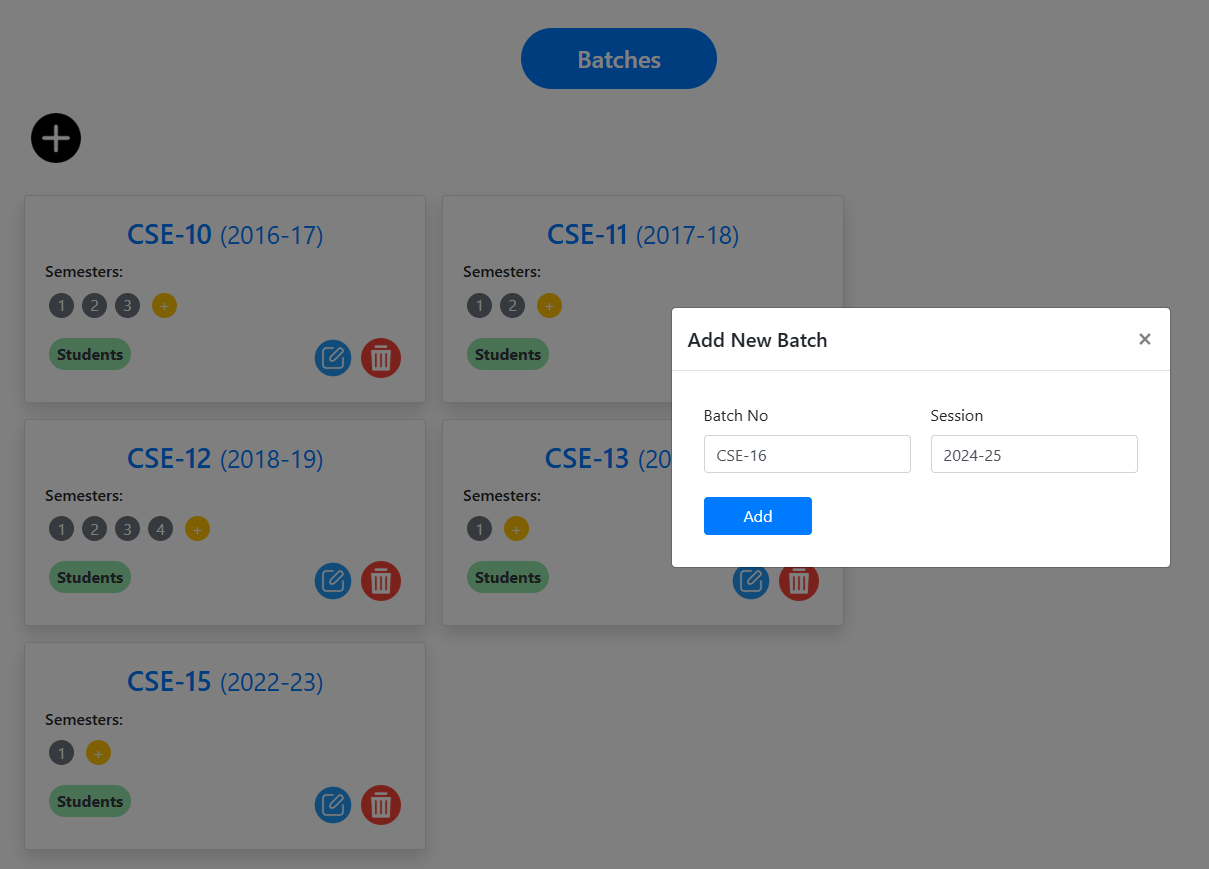 Batches
CSE-10 (2016-17)
Semesters:
1 2 3 +
Students
CSE-11 (2017-18)
Semesters:
1 2 +
Students
CSE-12 (2018-19)
Semesters:
1 2 3 4 +
Students
CSE-13 (20
Semesters:
1 +
Students
CSE-15 (2022-23)
Semesters:
1 +
Students
Add New Batch ×
Batch No Session
CSE-16 2024-25
Add